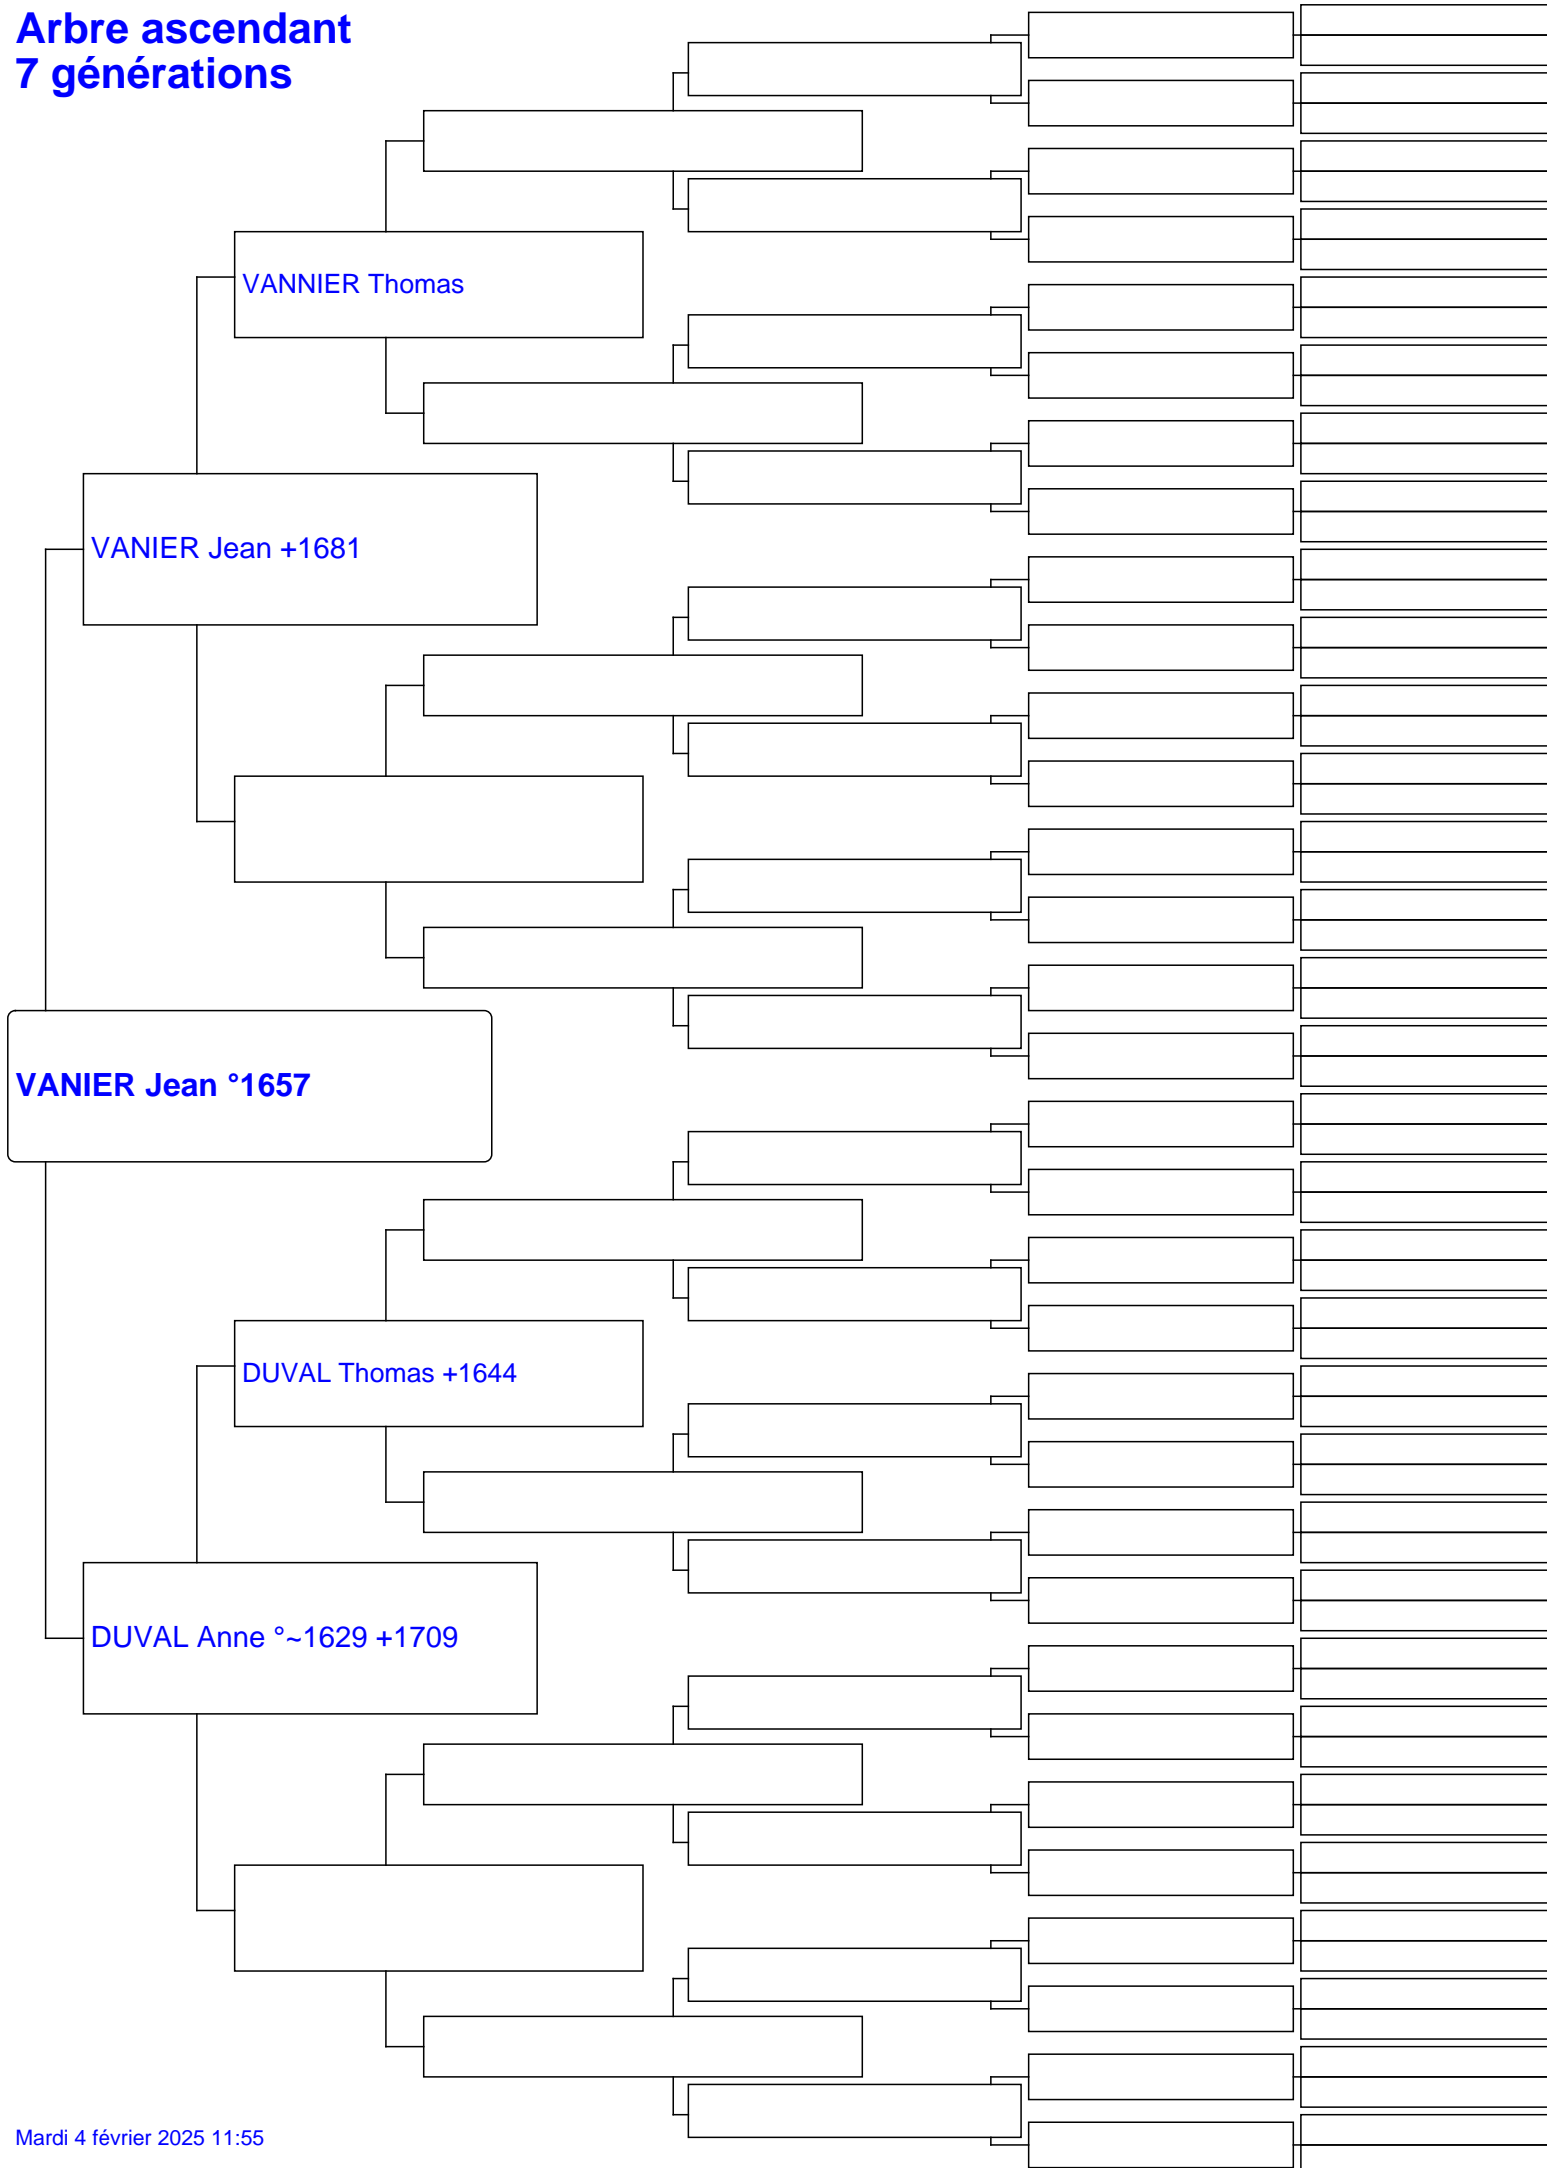 Arbre ascendant
7 générations
VANNIER Thomas
VANIER Jean +1681
VANIER Jean °1657
DUVAL Thomas +1644
DUVAL Anne °~1629 +1709
Mardi 4 février 2025 11:55